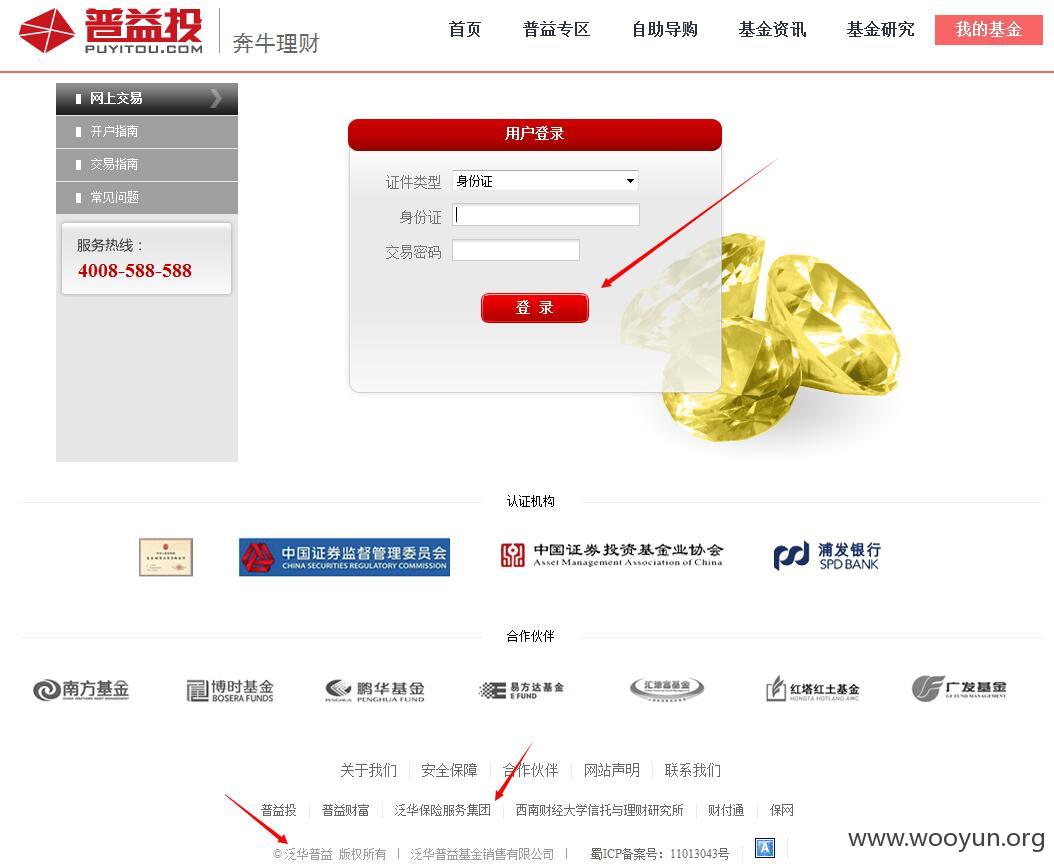 普益投
PUYITOU.COM
奔牛理财
首页 普益专区 自助导购 基金资讯 基金研究 我的基金
网上交易
开户指南
交易指南
常见问题
服务热线：
4008-588-588
用户登录
证件类型 身份证
身份证
交易密码
登 录
认证机构
中国证券监督管理委员会
CHINA SECURITIES REGULATORY COMMISSION
中国证券投资基金业协会
Asset Management Association of China
浦发银行
SPD BANK
合作伙伴
南方基金
博时基金
BOSERA FUNDS
鹏华基金
PENGHUA FUND
易方达基金
E FUND
汇添富基金
红塔红土基金
HONGTA HOTLAND AMC
广发基金
GF FUND MANAGEMENT
关于我们 安全保障 合作伙伴 网站声明 联系我们
普益投 普益财富 泛华保险服务集团 西南财经大学信托与理财研究所 财付通 保网
©泛华普益 版权所有 | 泛华普益基金销售有限公司 | 蜀ICP备案号：11013043号
A
www.wooyun.org